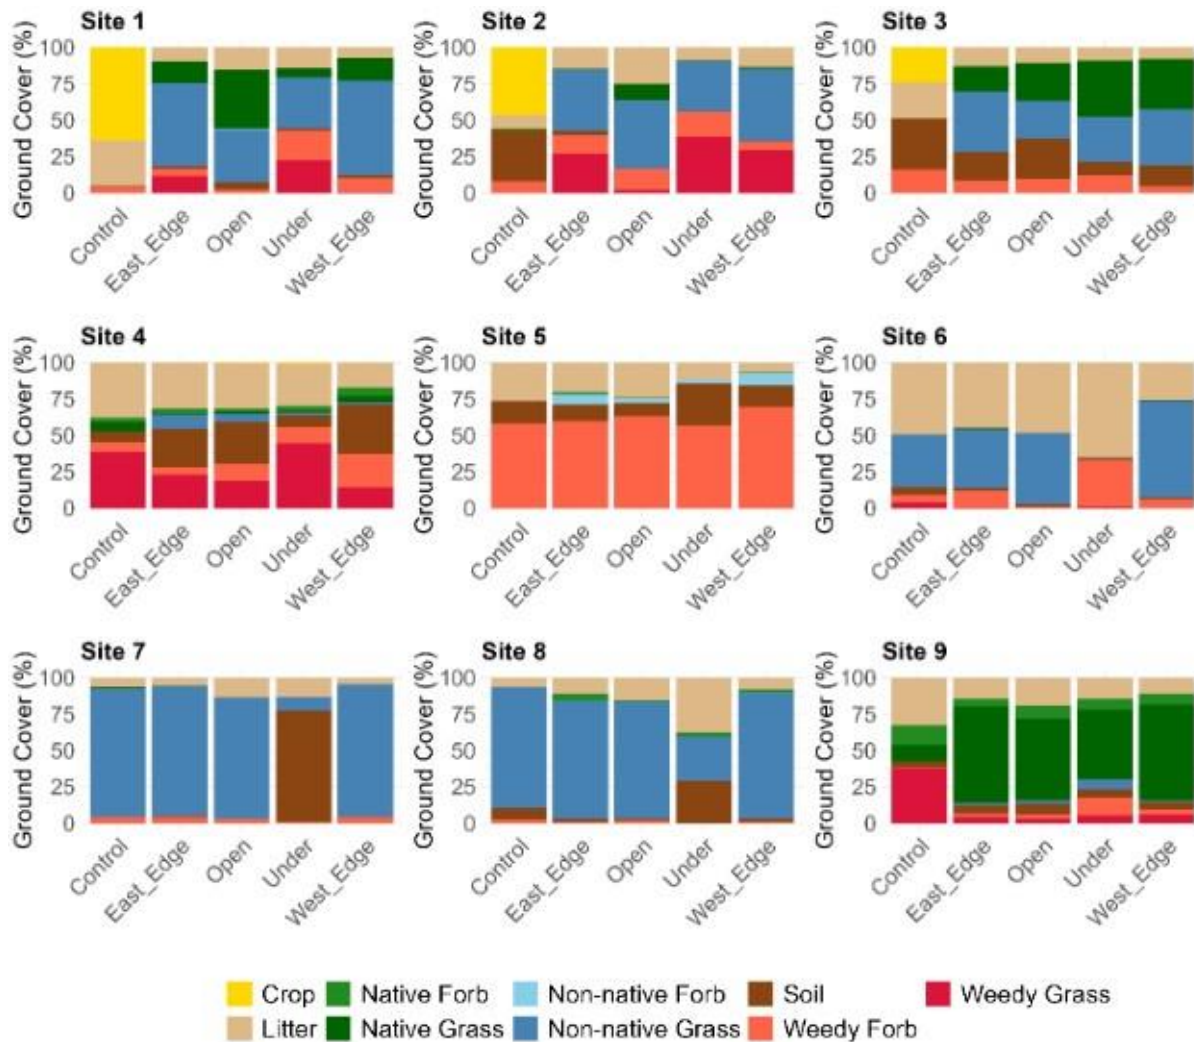 Site 1
Ground Cover (%)
100
75
50
25
0
Control
East_Edge
Open
Under
West_Edge
Site 2
Ground Cover (%)
100
75
50
25
0
Control
East_Edge
Open
Under
West_Edge
Site 3
Ground Cover (%)
100
75
50
25
0
Control
East_Edge
Open
Under
West_Edge
Site 4
Ground Cover (%)
100
75
50
25
0
Control
East_Edge
Open
Under
West_Edge
Site 5
Ground Cover (%)
100
75
50
25
0
Control
East_Edge
Open
Under
West_Edge
Site 6
Ground Cover (%)
100
75
50
25
0
Control
East_Edge
Open
Under
West_Edge
Site 7
Ground Cover (%)
100
75
50
25
0
Control
East_Edge
Open
Under
West_Edge
Site 8
Ground Cover (%)
100
75
50
25
0
Control
East_Edge
Open
Under
West_Edge
Site 9
Ground Cover (%)
100
75
50
25
0
Control
East_Edge
Open
Under
West_Edge
Crop Native Forb Non-native Forb Soil Weedy Grass
Litter Native Grass Non-native Grass Weedy Forb